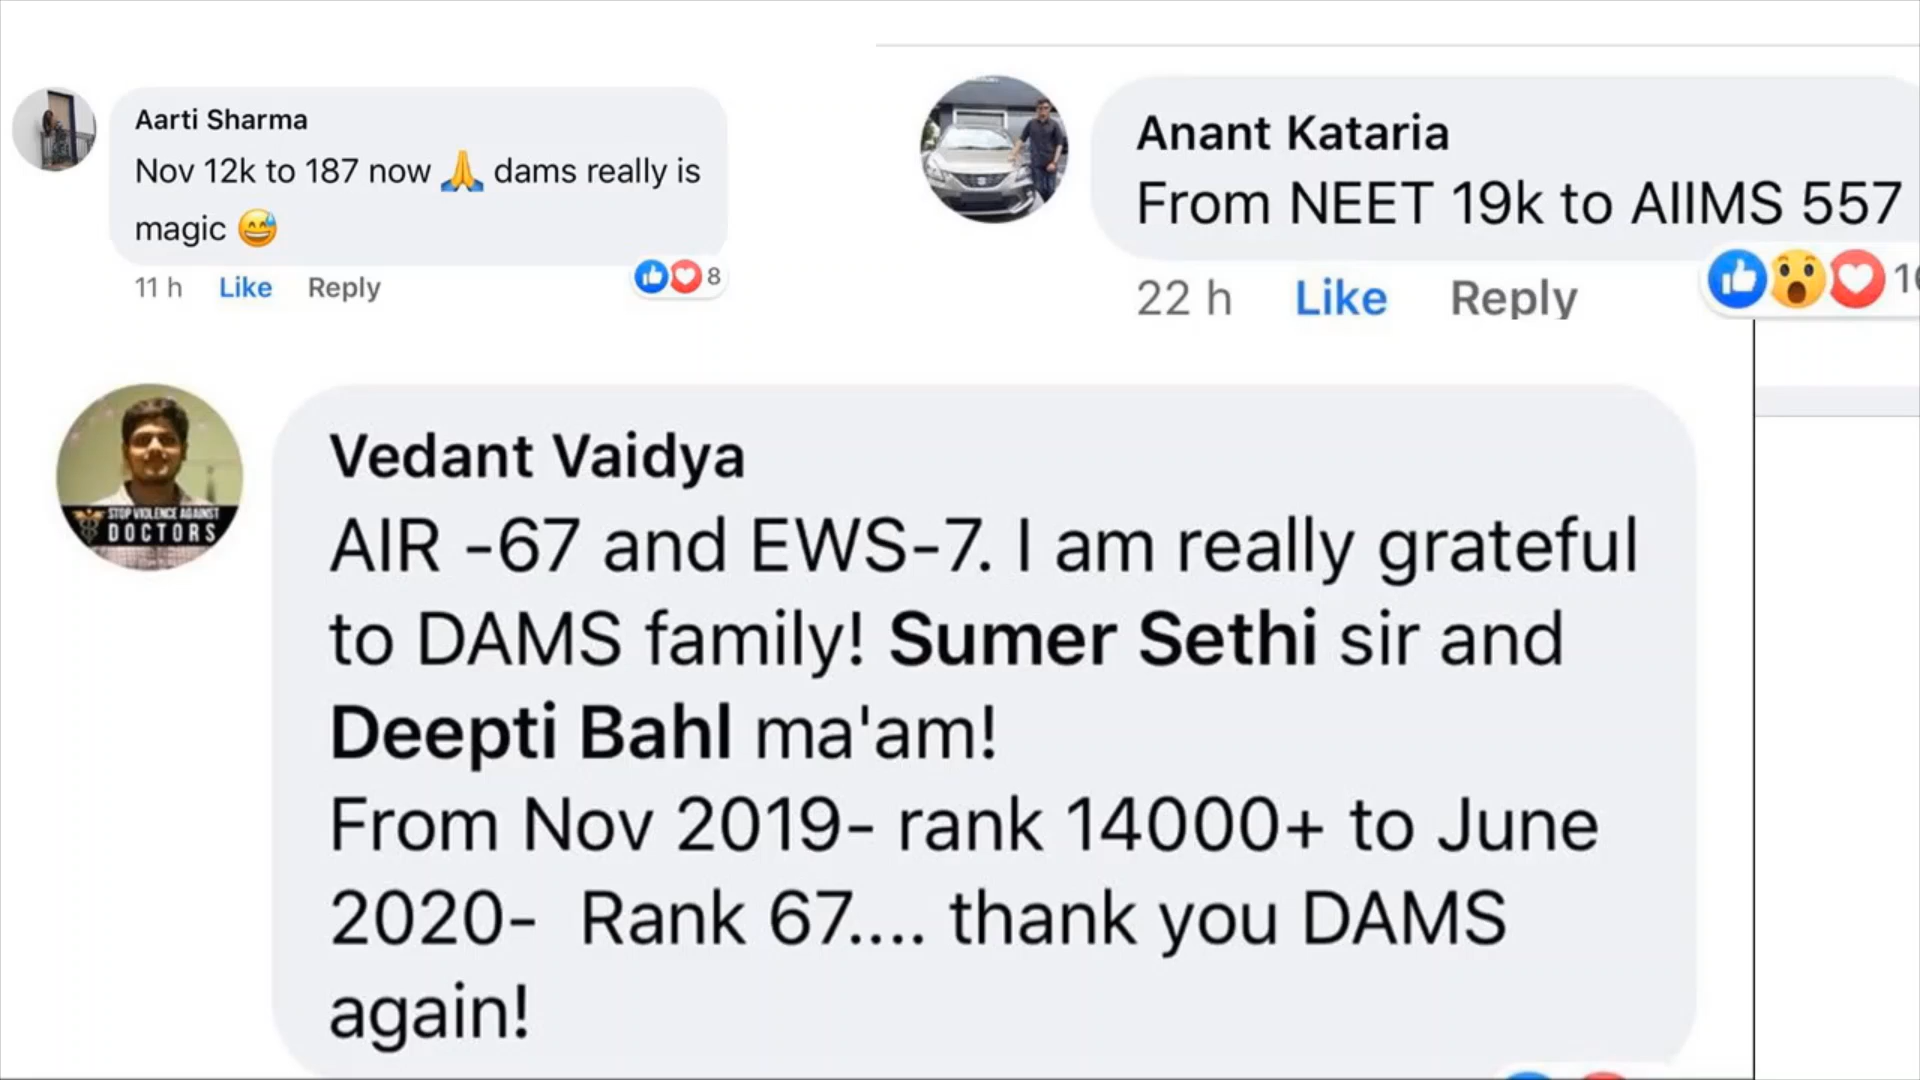 Aarti Sharma
Nov 12k to 187 now 🙏 dams really is
magic 😅
11 h Like Reply 8
Anant Kataria
From NEET 19k to AIIMS 557
22 h Like Reply
Vedant Vaidya
STOP VIOLENCE AGAINST
DOCTORS
AIR -67 and EWS-7. I am really grateful
to DAMS family! Sumer Sethi sir and
Deepti Bahl ma'am!
From Nov 2019- rank 14000+ to June
2020- Rank 67.... thank you DAMS
again!